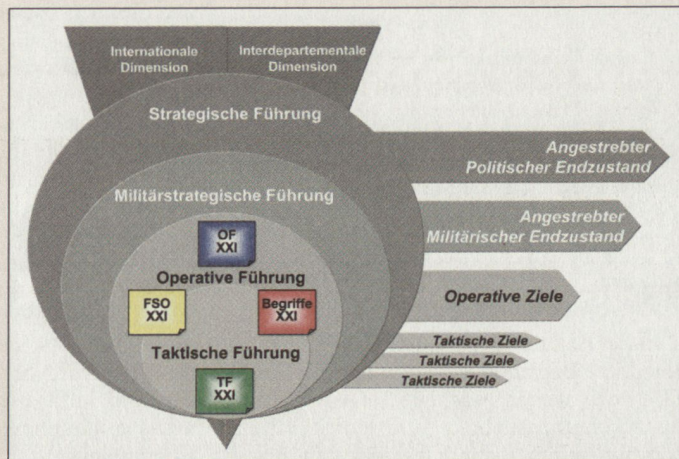 Internationale
Dimension
Interdepartementale
Dimension
Strategische Führung
Angestrebter
Politischer Endzustand
Militärstrategische Führung
Angestrebter
Militärischer Endzustand
OF
XXI
Operative Führung
Operative Ziele
FSO
XXI
Begriffe
XXI
Taktische Führung
Taktische Ziele
Taktische Ziele
Taktische Ziele
TF
XXI